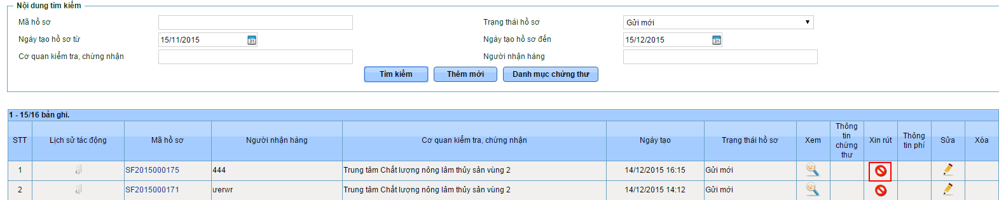 Nội dung tìm kiếm
Mã hồ sơ
Trạng thái hồ sơ
Gửi mới
Ngày tạo hồ sơ từ
15/11/2015
31
Ngày tạo hồ sơ đến
15/12/2015
31
Cơ quan kiểm tra, chứng nhận
Người nhận hàng
Tìm kiếm
Thêm mới
Danh mục chứng thư
1 - 15/16 bản ghi.
STT
Lịch sử tác động
Mã hồ sơ
Người nhận hàng
Cơ quan kiểm tra, chứng nhận
Ngày tạo
Trạng thái hồ sơ
Xem
Thông
tin
chứng
thư
Xin rút
Thông
tin phí
Sửa
Xóa
1
SF2015000175
444
Trung tâm Chất lượng nông lâm thủy sản vùng 2
14/12/2015 16:15
Gửi mới
2
SF2015000171
ưerwr
Trung tâm Chất lượng nông lâm thủy sản vùng 2
14/12/2015 14:12
Gửi mới